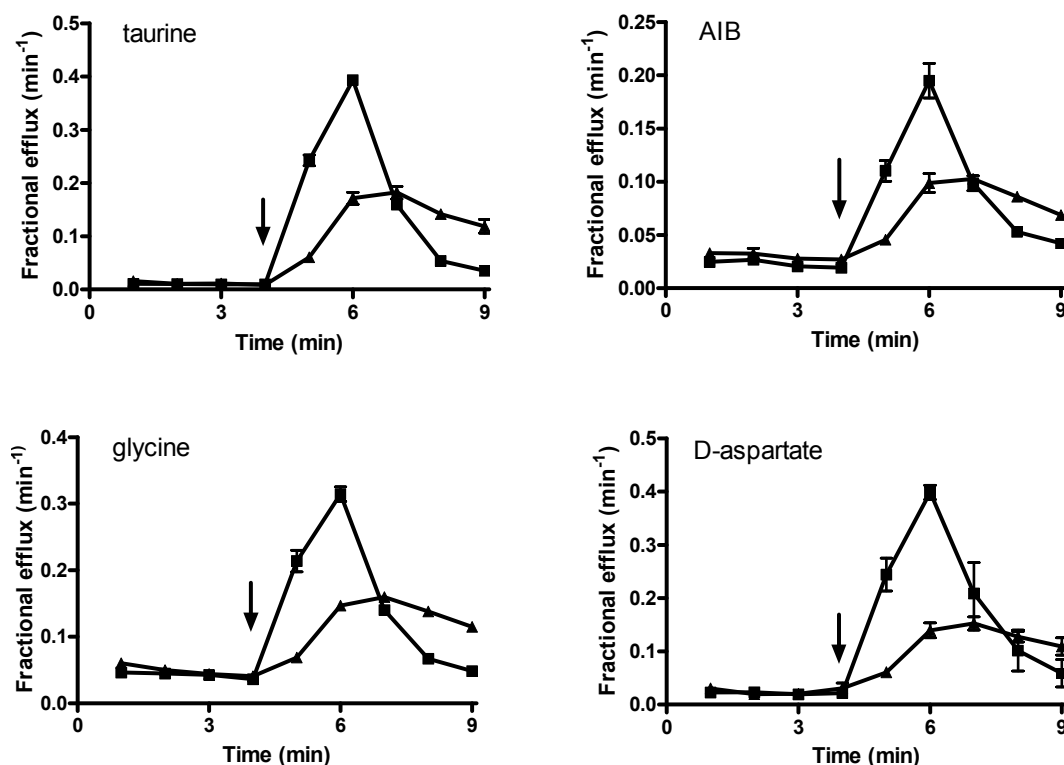 taurine
Fractional efflux (min⁻¹)
0.5
0.4
0.3
0.2
0.1
0.0
0 3 6 9
Time (min)
AIB
Fractional efflux (min⁻¹)
0.25
0.20
0.15
0.10
0.05
0.00
0 3 6 9
Time (min)
glycine
Fractional efflux (min⁻¹)
0.4
0.3
0.2
0.1
0.0
0 3 6 9
Time (min)
D-aspartate
Fractional efflux (min⁻¹)
0.5
0.4
0.3
0.2
0.1
0.0
0 3 6 9
Time (min)